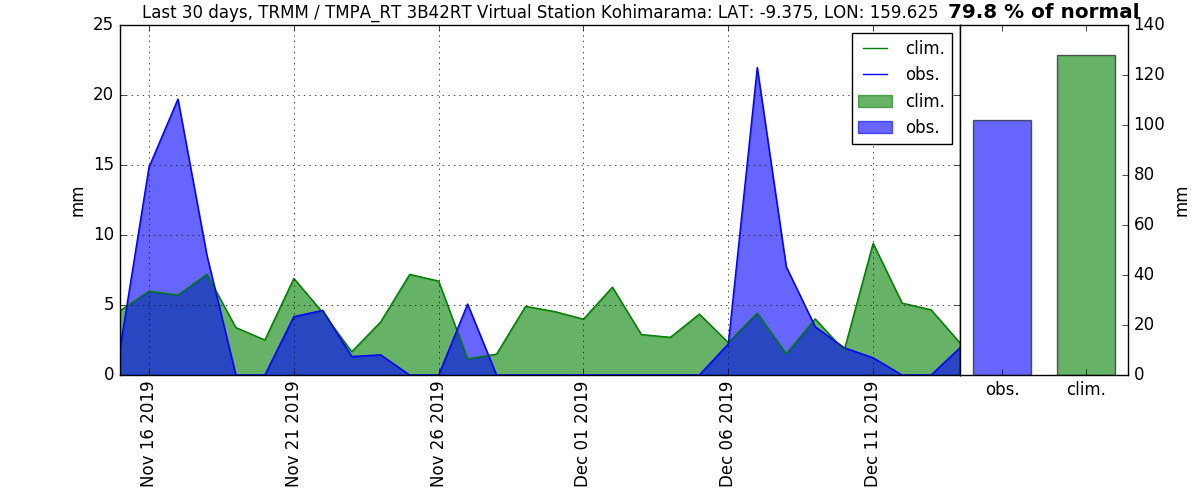 Last 30 days, TRMM / TMPA_RT 3B42RT Virtual Station Kohimarama: LAT: -9.375, LON: 159.625 79.8 % of normal
25
20
15
10
5
0
mm
clim.
obs.
clim.
obs.
Nov 16 2019
Nov 21 2019
Nov 26 2019
Dec 01 2019
Dec 06 2019
Dec 11 2019
140
120
100
80
60
40
20
0
mm
obs. clim.